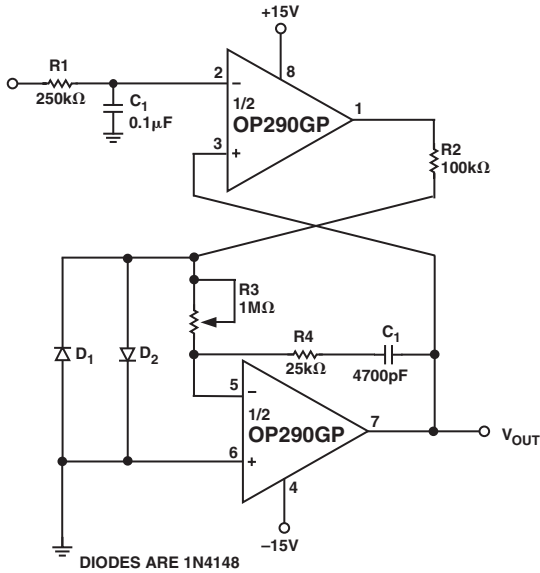 +15V
R1
250kΩ
C1
0.1μF
2
−
8
1/2
OP290GP
1
3
+
R2
100kΩ
R3
1MΩ
D1
D2
R4
25kΩ
C1
4700pF
5
−
1/2
OP290GP
7
6
+
VOUT
4
−15V
DIODES ARE 1N4148